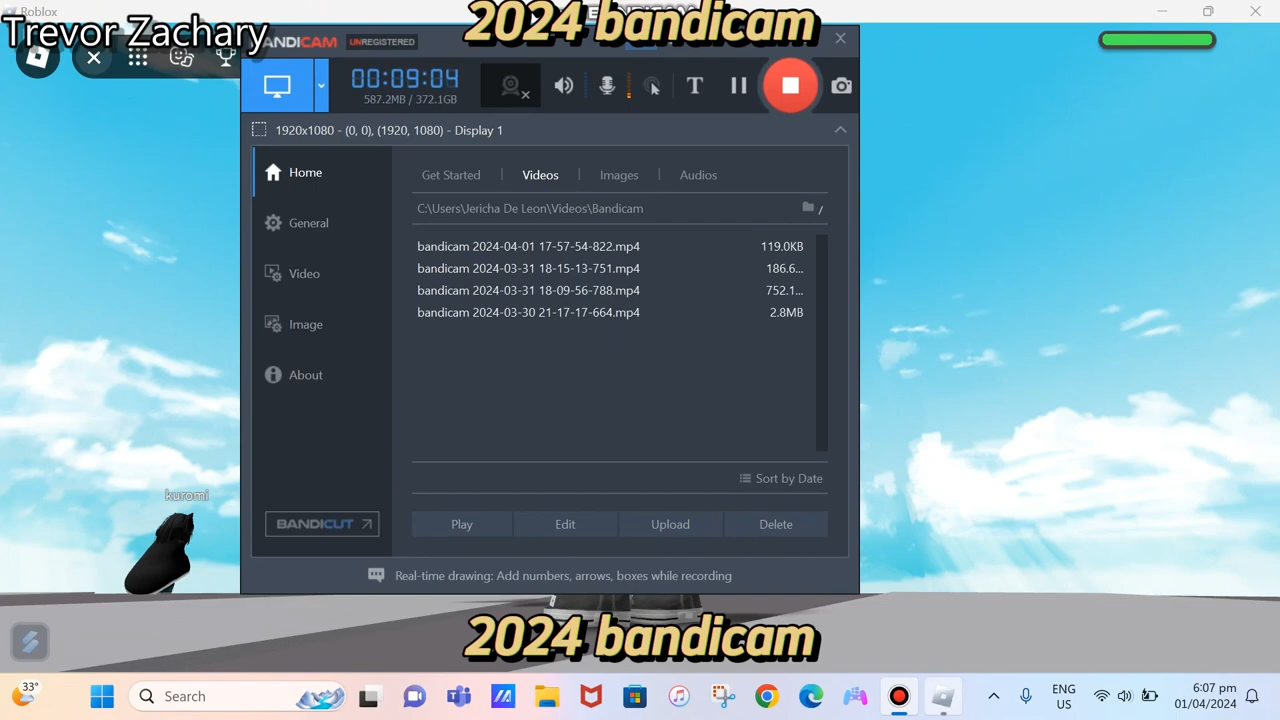 Roblox
Trevor Zachary
2024 bandicam
BANDICAM UNREGISTERED
00:09:04
587.2MB / 372.1GB
T
1920x1080 - (0, 0), (1920, 1080) - Display 1
Home
General
Video
Image
About
BANDICUT
Get Started
Videos
Images
Audios
C:\Users\Jericha De Leon\Videos\Bandicam
/
bandicam 2024-04-01 17-57-54-822.mp4 119.0KB
bandicam 2024-03-31 18-15-13-751.mp4 186.6...
bandicam 2024-03-31 18-09-56-788.mp4 752.1...
bandicam 2024-03-30 21-17-17-664.mp4 2.8MB
Sort by Date
Play
Edit
Upload
Delete
Real-time drawing: Add numbers, arrows, boxes while recording
kuromi
2024 bandicam
33°
Search
ENG
US
6:07 pm
01/04/2024